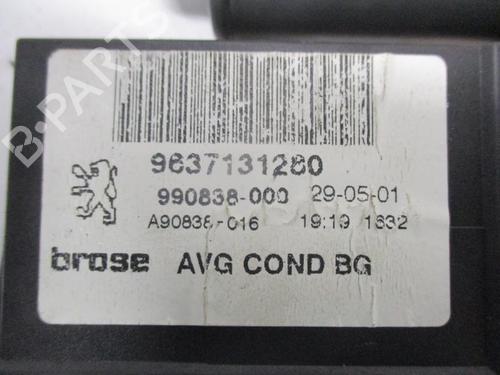 B-PARTS
9637131280
990838-000 29-05-01
A90838-016 19:19 1632
brose AVG COND BG